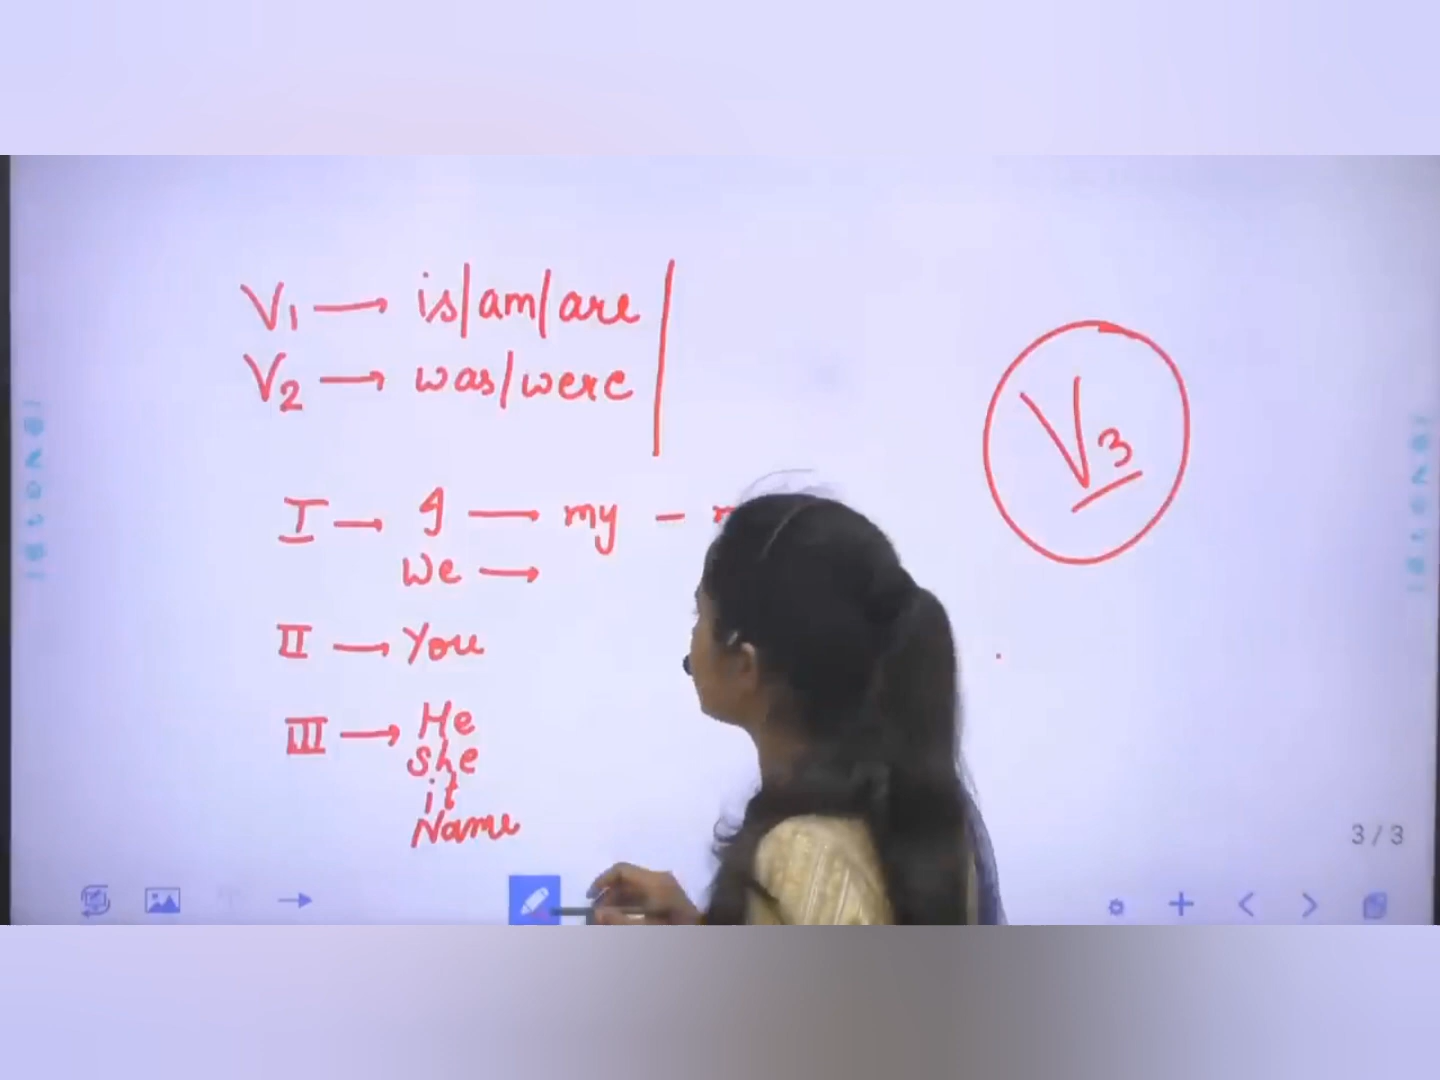 V1 → is/am/are
V2 → was/were
V3
I → I — my –
We →
II → You
III → He
she
it
Name
3 / 3